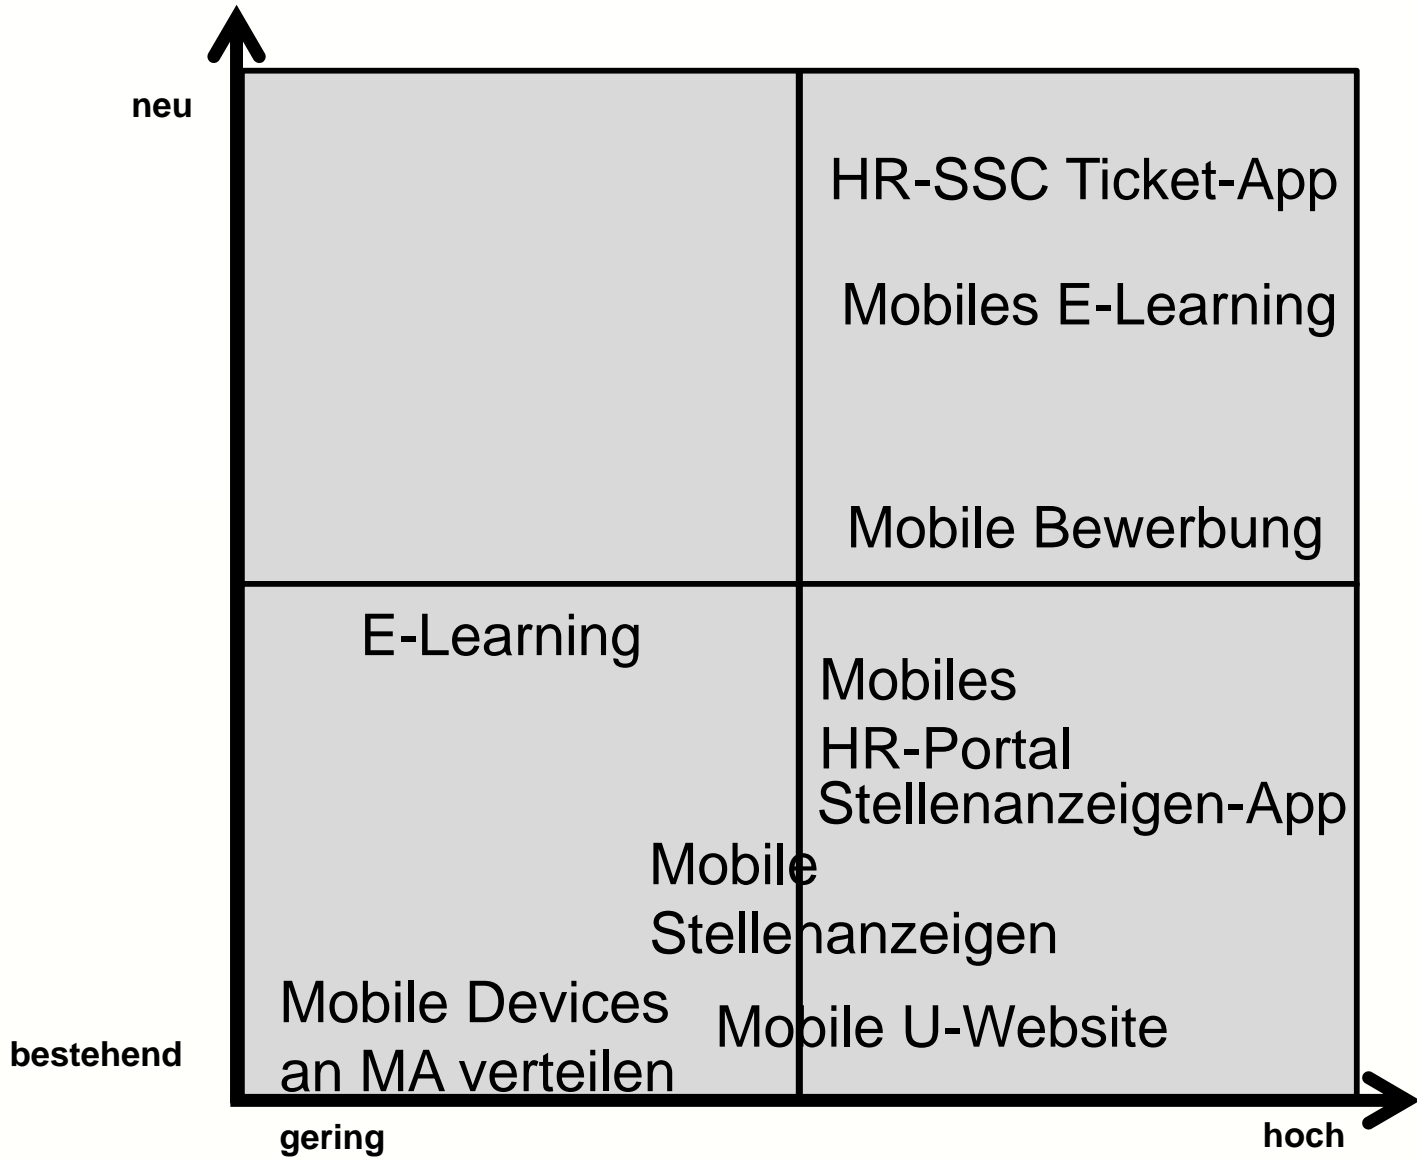 neu
HR-SSC Ticket-App
Mobiles E-Learning
Mobile Bewerbung
E-Learning
Mobiles
HR-Portal
Stellenanzeigen-App
Mobile
Stellenanzeigen
Mobile Devices
an MA verteilen
Mobile U-Website
bestehend
gering
hoch